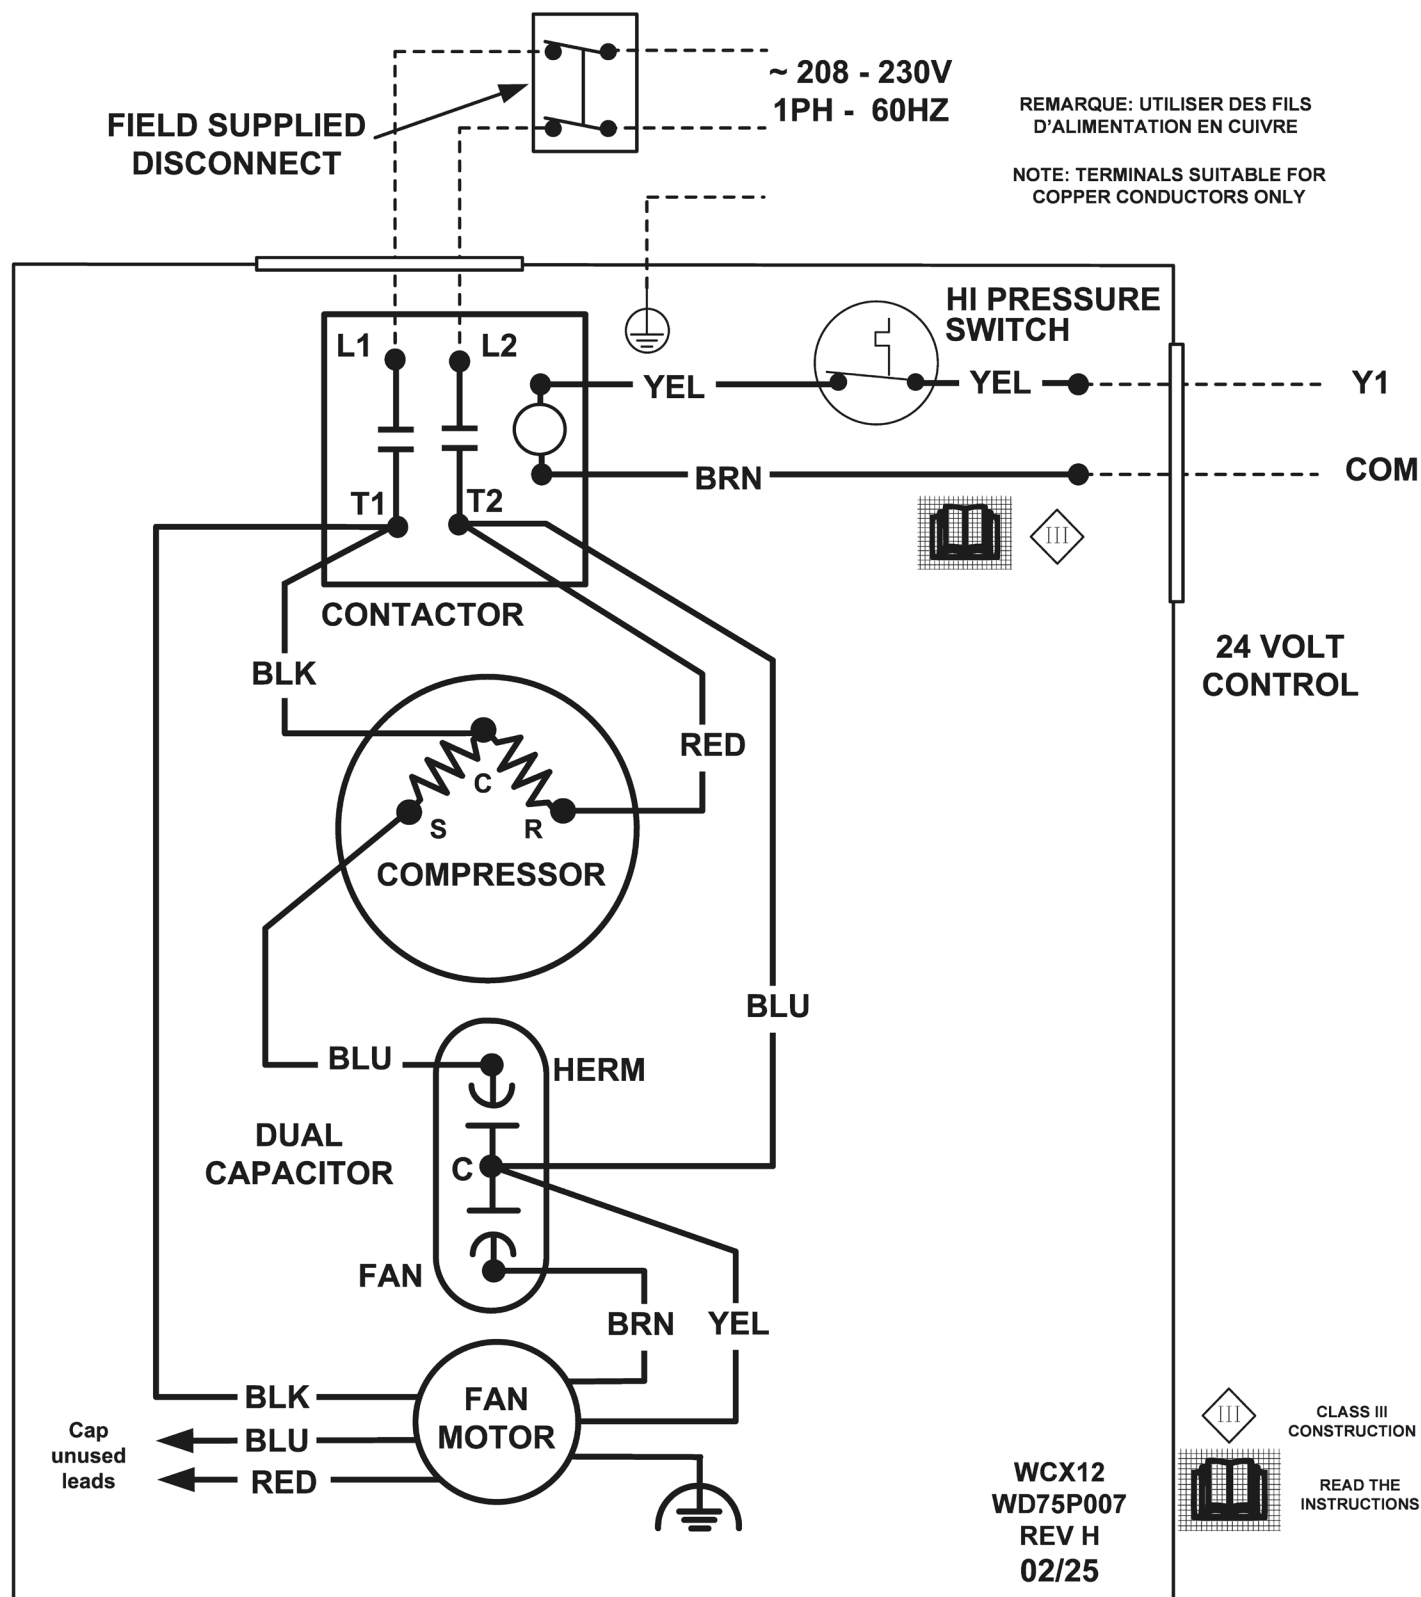 ~ 208 - 230V
1PH - 60HZ
FIELD SUPPLIED
DISCONNECT
REMARQUE: UTILISER DES FILS
D'ALIMENTATION EN CUIVRE
NOTE: TERMINALS SUITABLE FOR
COPPER CONDUCTORS ONLY
HI PRESSURE
SWITCH
L1
L2
YEL
YEL
Y1
BRN
COM
T1
T2
III
CONTACTOR
24 VOLT
CONTROL
BLK
RED
C
S
R
COMPRESSOR
BLU
BLU
HERM
DUAL
CAPACITOR
C
FAN
BRN
YEL
FAN
MOTOR
BLK
BLU
RED
Cap
unused
leads
III
CLASS III
CONSTRUCTION
READ THE
INSTRUCTIONS
WCX12
WD75P007
REV H
02/25